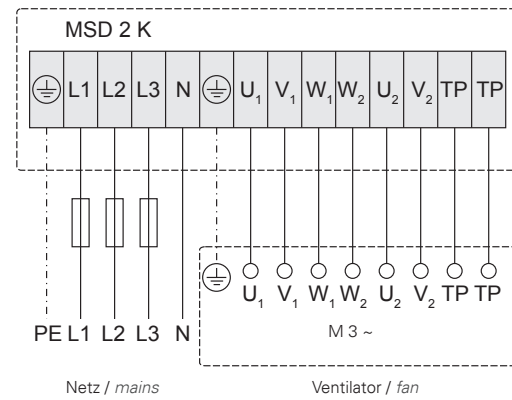 MSD 2 K
L1 L2 L3 N U₁ V₁ W₁ W₂ U₂ V₂ TP TP
U₁ V₁ W₁ W₂ U₂ V₂ TP TP
PE L1 L2 L3 N M 3 ~
Netz / mains Ventilator / fan